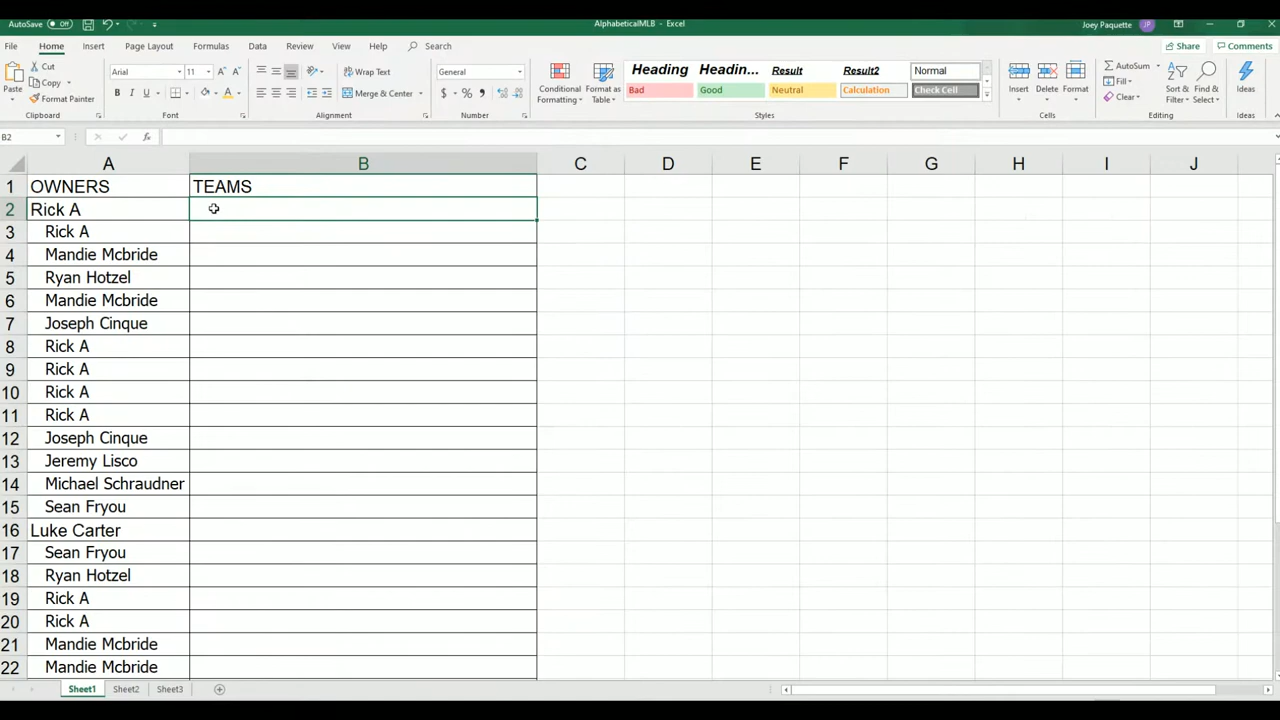 AutoSave Off AlphabeticalMLB - Excel Joey Paquette JP
File Home Insert Page Layout Formulas Data Review View Help Search Share Comments
Paste Cut Copy Format Painter Clipboard
Arial 11 A A B I U A Font
Wrap Text Merge & Center Alignment
General $ % , Number
Conditional Formatting Format as Table
Heading Headin... Result Result2 Normal
Bad Good Neutral Calculation Check Cell
Styles
Insert Delete Format Cells
AutoSum Fill Clear Sort & Filter Find & Select Editing
Ideas Ideas
B2 fx
A B C D E F G H I J
1 OWNERS TEAMS
2 Rick A
3 Rick A
4 Mandie Mcbride
5 Ryan Hotzel
6 Mandie Mcbride
7 Joseph Cinque
8 Rick A
9 Rick A
10 Rick A
11 Rick A
12 Joseph Cinque
13 Jeremy Lisco
14 Michael Schraudner
15 Sean Fryou
16 Luke Carter
17 Sean Fryou
18 Ryan Hotzel
19 Rick A
20 Rick A
21 Mandie Mcbride
22 Mandie Mcbride
Sheet1 Sheet2 Sheet3